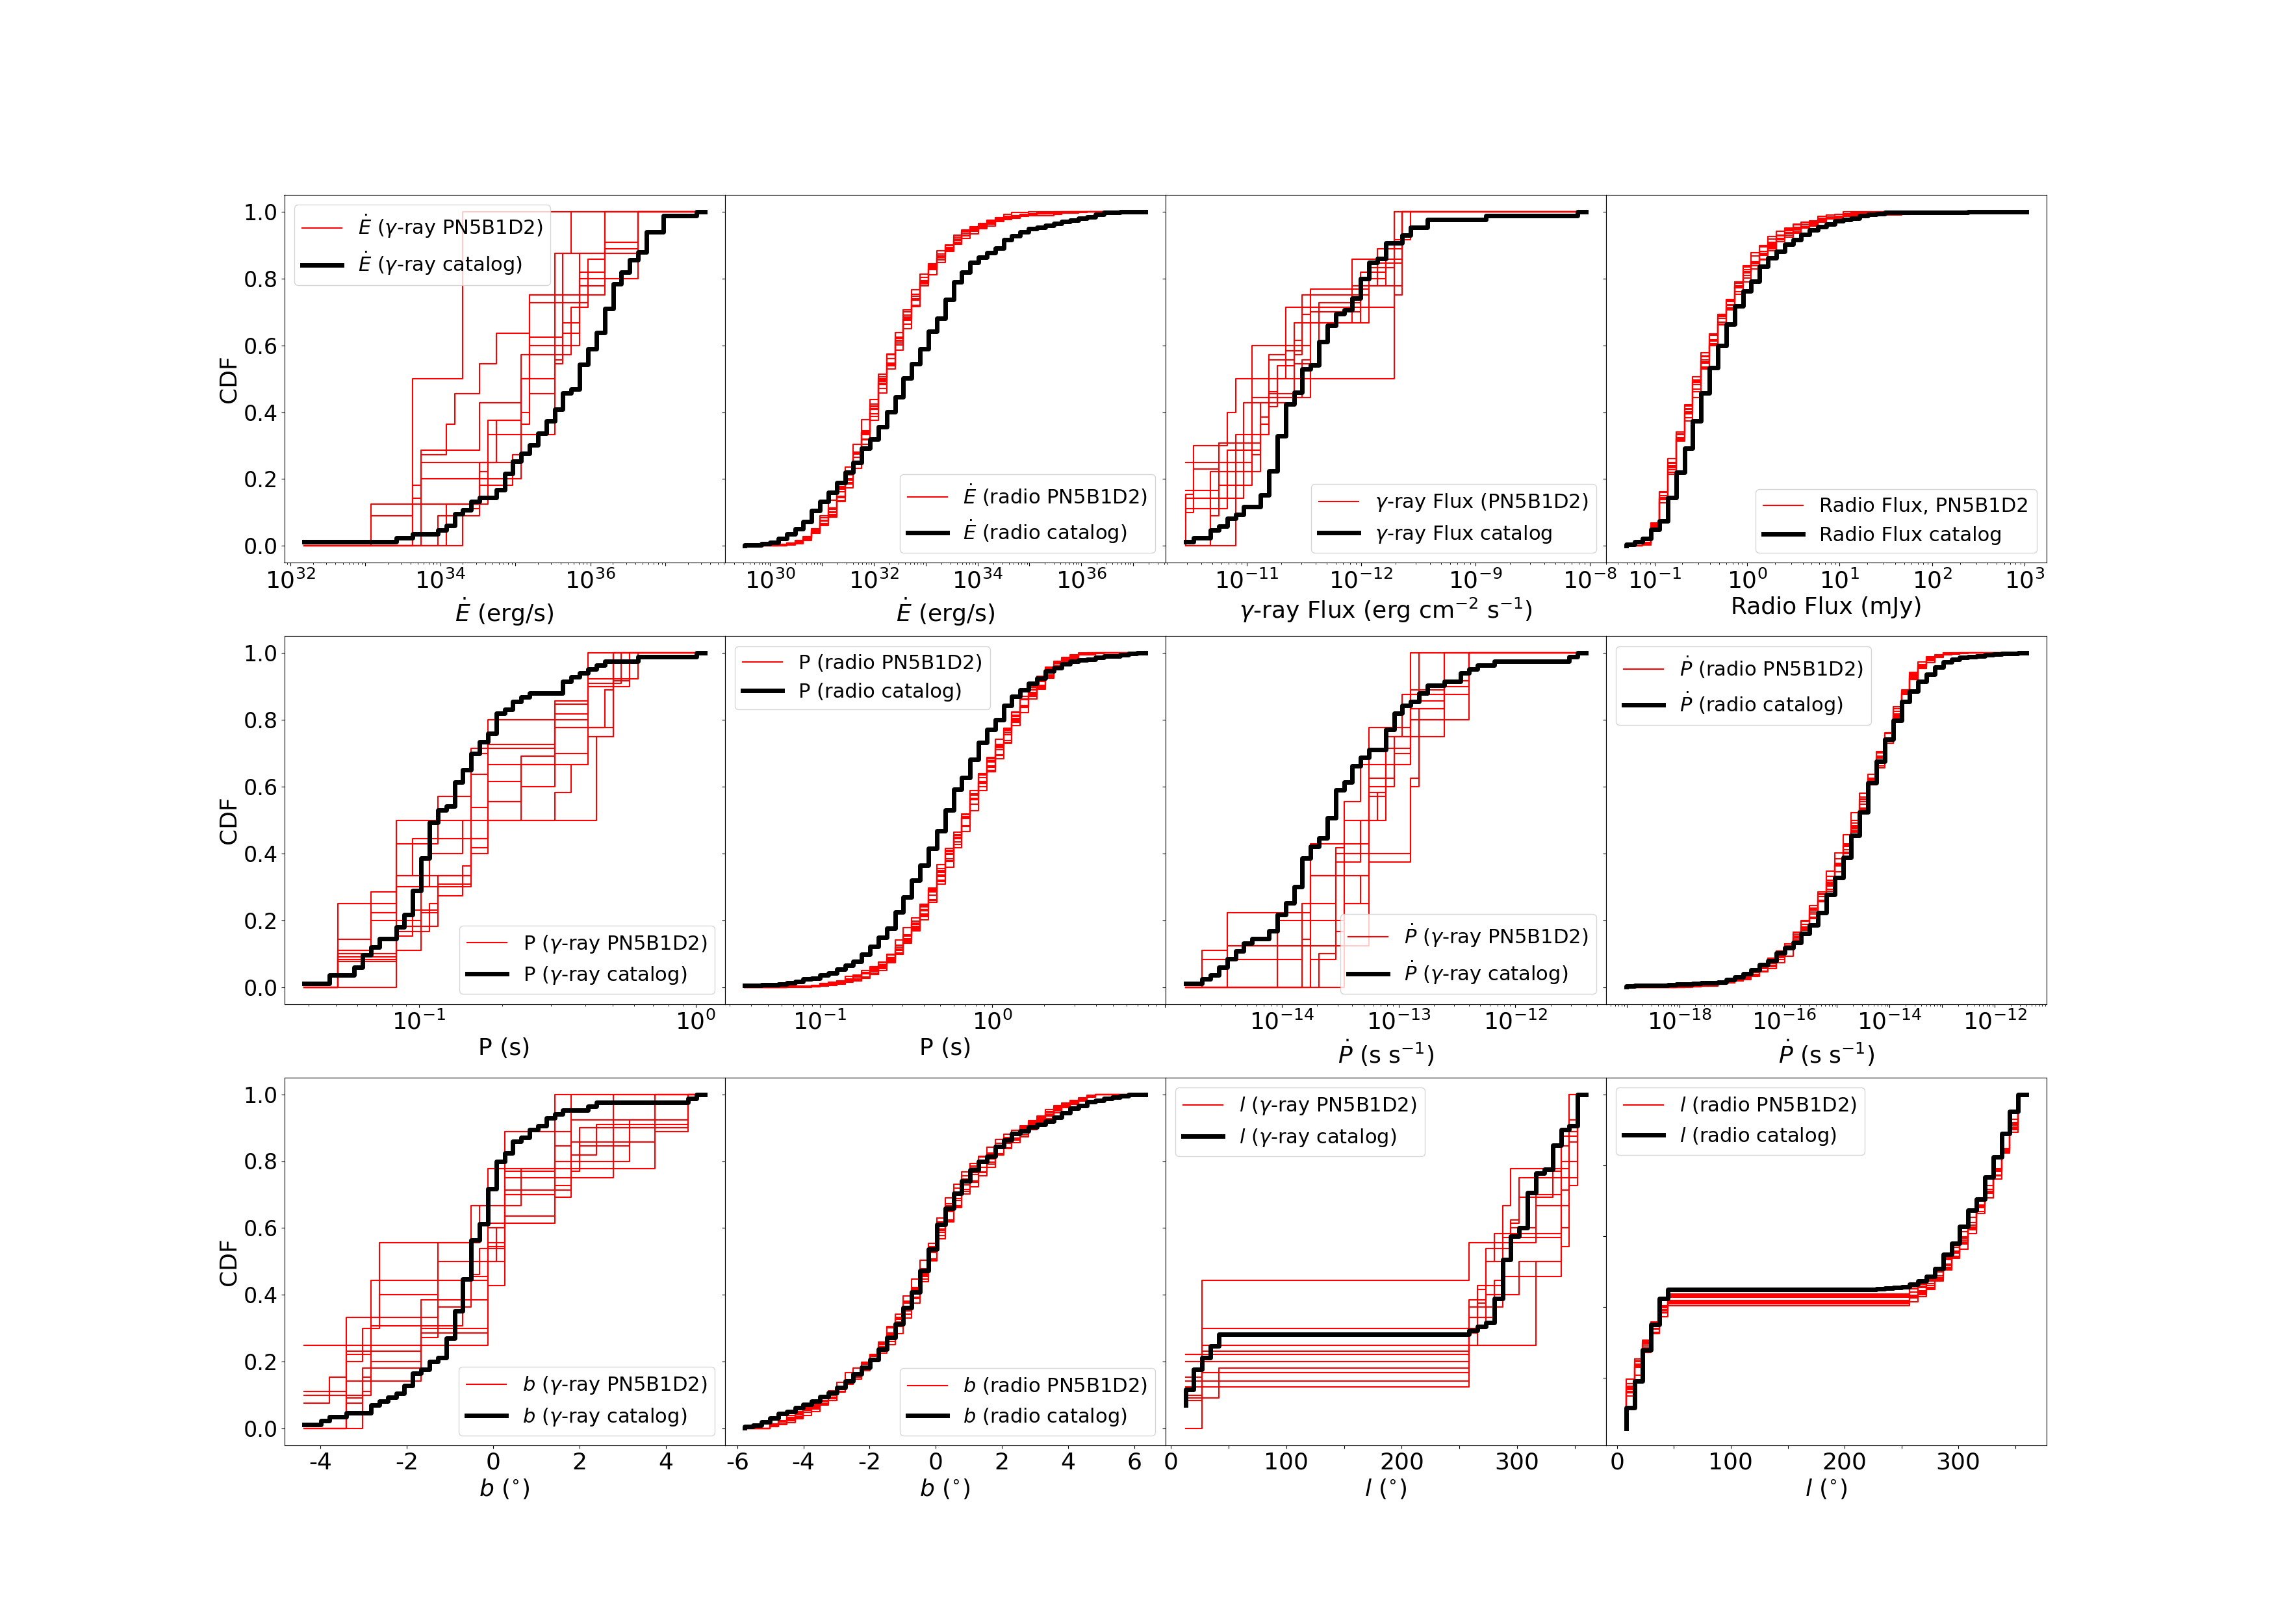 1.0
0.8
0.6
0.4
0.2
0.0
CDF
Ė (γ-ray PN5B1D2)
Ė (γ-ray catalog)
10³² 10³⁴ 10³⁶
Ė (erg/s)
Ė (radio PN5B1D2)
Ė (radio catalog)
10³⁰ 10³² 10³⁴ 10³⁶
Ė (erg/s)
γ-ray Flux (PN5B1D2)
γ-ray Flux catalog
10⁻¹¹ 10⁻¹² 10⁻⁹ 10⁻⁸
γ-ray Flux (erg cm⁻² s⁻¹)
Radio Flux, PN5B1D2
Radio Flux catalog
10⁻¹ 10⁰ 10¹ 10² 10³
Radio Flux (mJy)
1.0
0.8
0.6
0.4
0.2
0.0
CDF
P (γ-ray PN5B1D2)
P (γ-ray catalog)
10⁻¹ 10⁰
P (s)
P (radio PN5B1D2)
P (radio catalog)
10⁻¹ 10⁰
P (s)
Ṗ (γ-ray PN5B1D2)
Ṗ (γ-ray catalog)
10⁻¹⁴ 10⁻¹³ 10⁻¹²
Ṗ (s s⁻¹)
Ṗ (radio PN5B1D2)
Ṗ (radio catalog)
10⁻¹⁸ 10⁻¹⁶ 10⁻¹⁴ 10⁻¹²
Ṗ (s s⁻¹)
1.0
0.8
0.6
0.4
0.2
0.0
CDF
b (γ-ray PN5B1D2)
b (γ-ray catalog)
-4 -2 0 2 4
b (°)
b (radio PN5B1D2)
b (radio catalog)
-6 -4 -2 0 2 4 6
b (°)
l (γ-ray PN5B1D2)
l (γ-ray catalog)
0 100 200 300
l (°)
l (radio PN5B1D2)
l (radio catalog)
0 100 200 300
l (°)